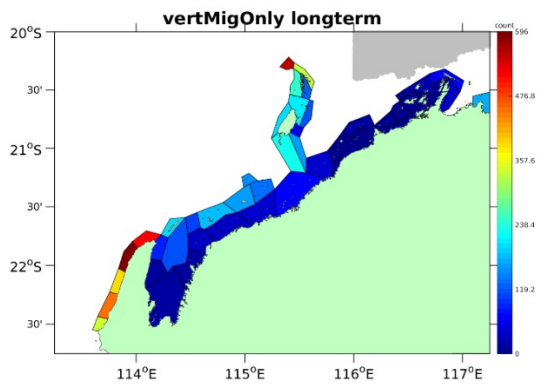 vertMigOnly longterm
count
20°S
30'
21°S
30'
22°S
30'
596
476.8
357.6
238.4
119.2
0
114°E
115°E
116°E
117°E